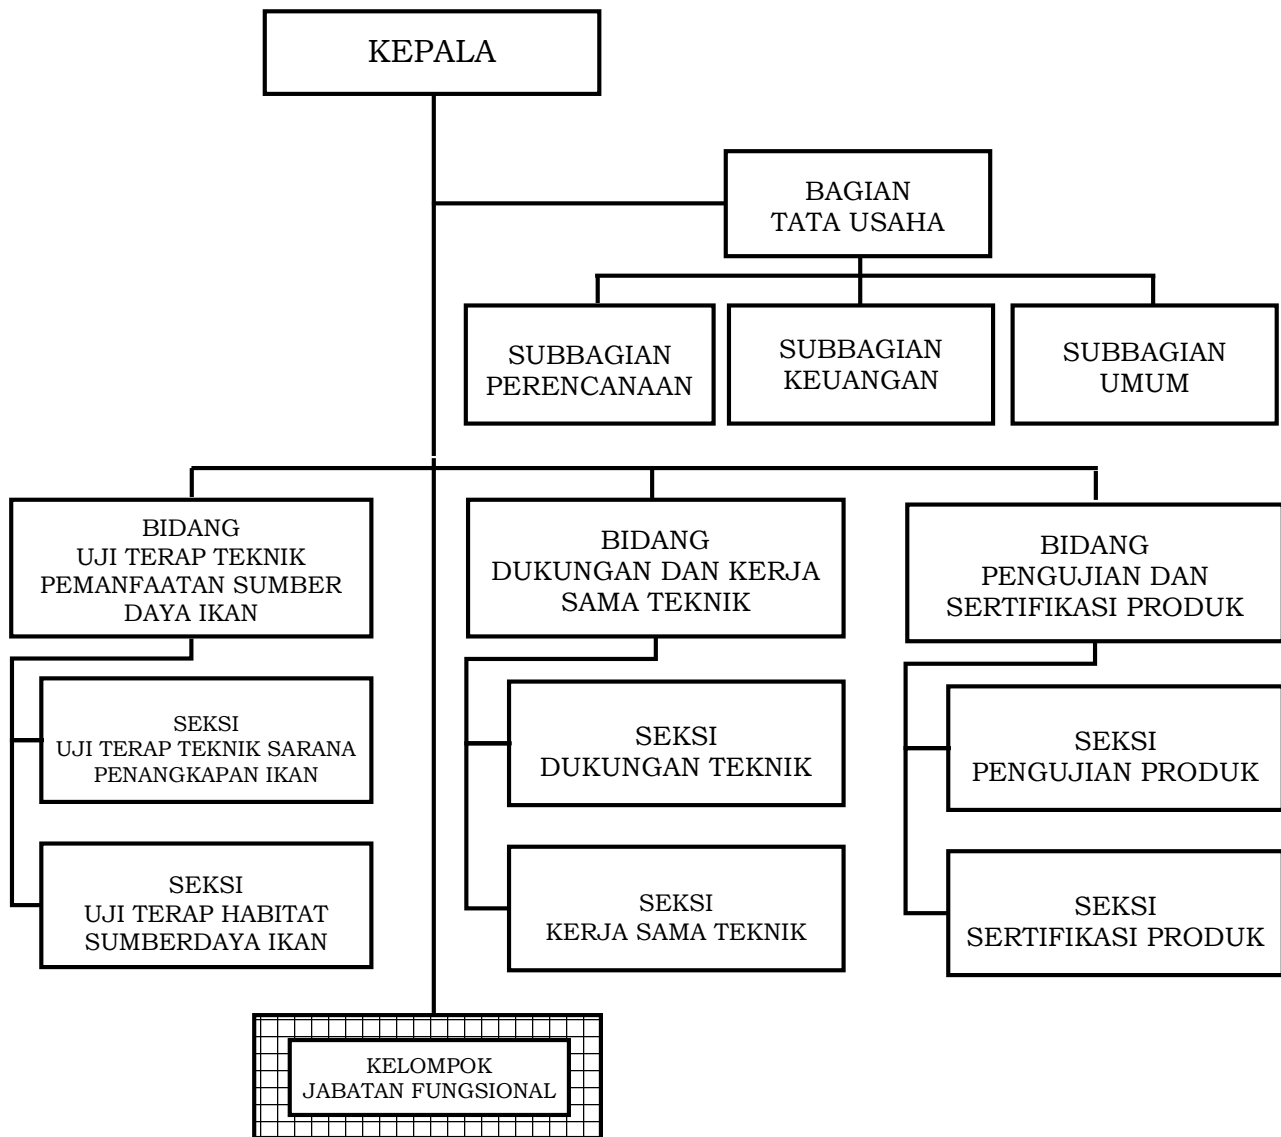 KEPALA
BAGIAN
TATA USAHA
SUBBAGIAN
PERENCANAAN
SUBBAGIAN
KEUANGAN
SUBBAGIAN
UMUM
BIDANG
UJI TERAP TEKNIK
PEMANFAATAN SUMBER
DAYA IKAN
BIDANG
DUKUNGAN DAN KERJA
SAMA TEKNIK
BIDANG
PENGUJIAN DAN
SERTIFIKASI PRODUK
SEKSI
UJI TERAP TEKNIK SARANA
PENANGKAPAN IKAN
SEKSI
DUKUNGAN TEKNIK
SEKSI
PENGUJIAN PRODUK
SEKSI
UJI TERAP HABITAT
SUMBERDAYA IKAN
SEKSI
KERJA SAMA TEKNIK
SEKSI
SERTIFIKASI PRODUK
KELOMPOK
JABATAN FUNGSIONAL